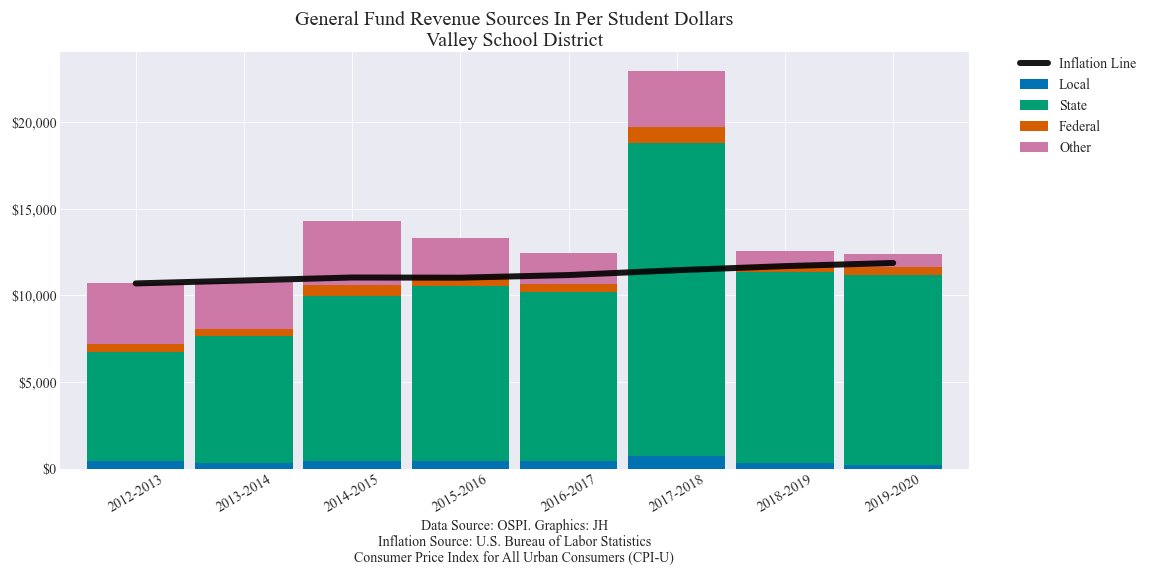 General Fund Revenue Sources In Per Student Dollars
Valley School District
Inflation Line
Local
State
Federal
Other
$20,000
$15,000
$10,000
$5,000
$0
2012-2013
2013-2014
2014-2015
2015-2016
2016-2017
2017-2018
2018-2019
2019-2020
Data Source: OSPI. Graphics: JH
Inflation Source: U.S. Bureau of Labor Statistics
Consumer Price Index for All Urban Consumers (CPI-U)